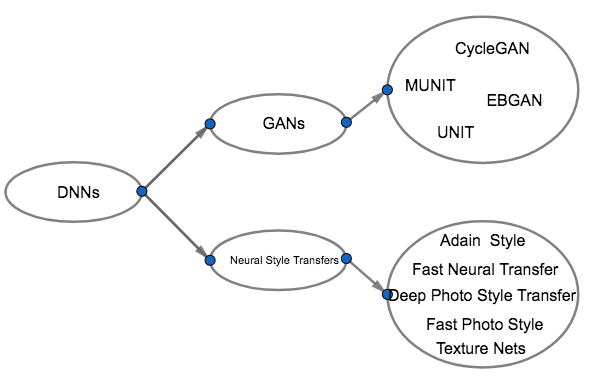 CycleGAN
MUNIT
EBGAN
UNIT
GANs
DNNs
Neural Style Transfers
Adain Style
Fast Neural Transfer
Deep Photo Style Transfer
Fast Photo Style
Texture Nets